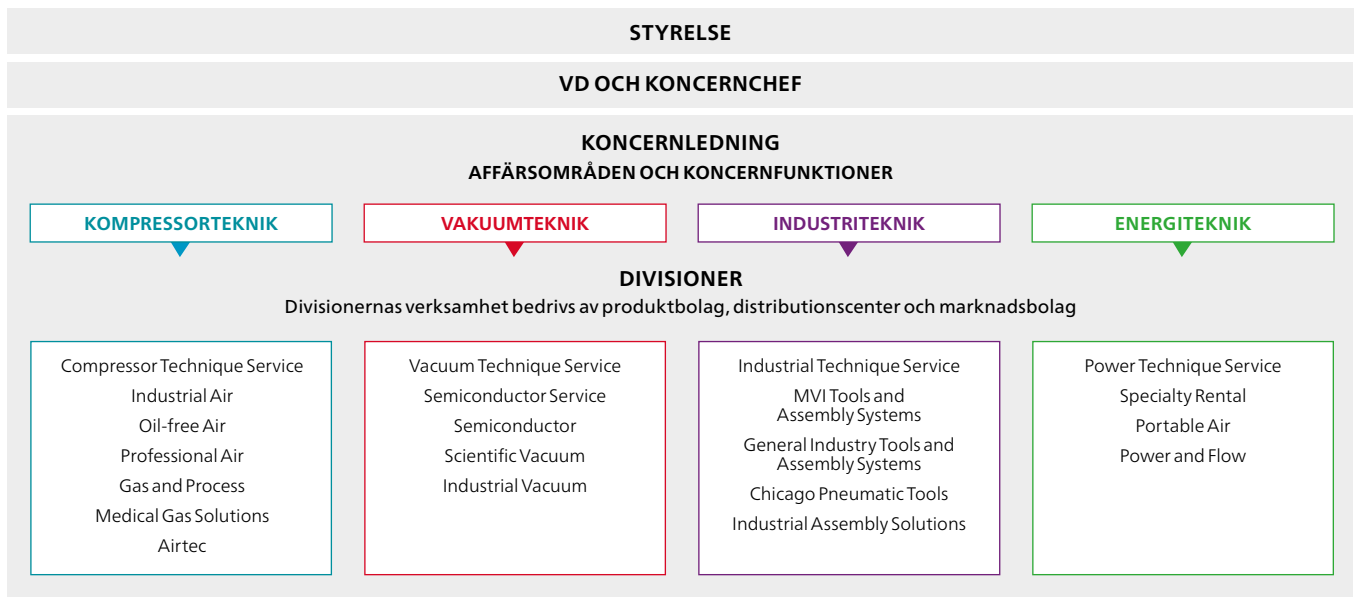 STYRELSE
VD OCH KONCERNCHEF
KONCERNLEDNING
AFFÄRSOMRÅDEN OCH KONCERNFUNKTIONER
KOMPRESSORTEKNIK
VAKUUMTEKNIK
INDUSTRITEKNIK
ENERGITEKNIK
DIVISIONER
Divisionernas verksamhet bedrivs av produktbolag, distributionscenter och marknadsbolag
Compressor Technique Service
Industrial Air
Oil-free Air
Professional Air
Gas and Process
Medical Gas Solutions
Airtec
Vacuum Technique Service
Semiconductor Service
Semiconductor
Scientific Vacuum
Industrial Vacuum
Industrial Technique Service
MVI Tools and
Assembly Systems
General Industry Tools and
Assembly Systems
Chicago Pneumatic Tools
Industrial Assembly Solutions
Power Technique Service
Specialty Rental
Portable Air
Power and Flow